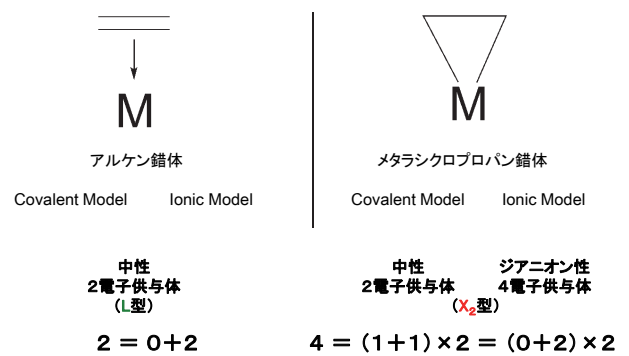 M
アルケン錯体
Covalent Model Ionic Model
中性
2電子供与体
(L型)
2 = 0+2
M
メタラシクロプロパン錯体
Covalent Model Ionic Model
中性 ジアニオン性
2電子供与体 4電子供与体
(X₂型)
4 = (1+1)×2 = (0+2)×2